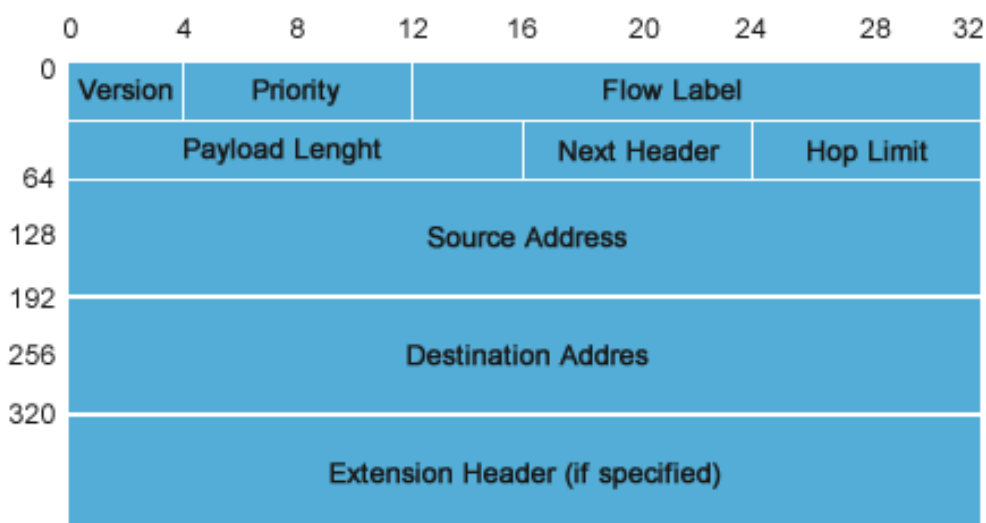 0 4 8 12 16 20 24 28 32
0
Version Priority Flow Label
Payload Lenght Next Header Hop Limit
64
128 Source Address
192
256 Destination Addres
320
Extension Header (if specified)